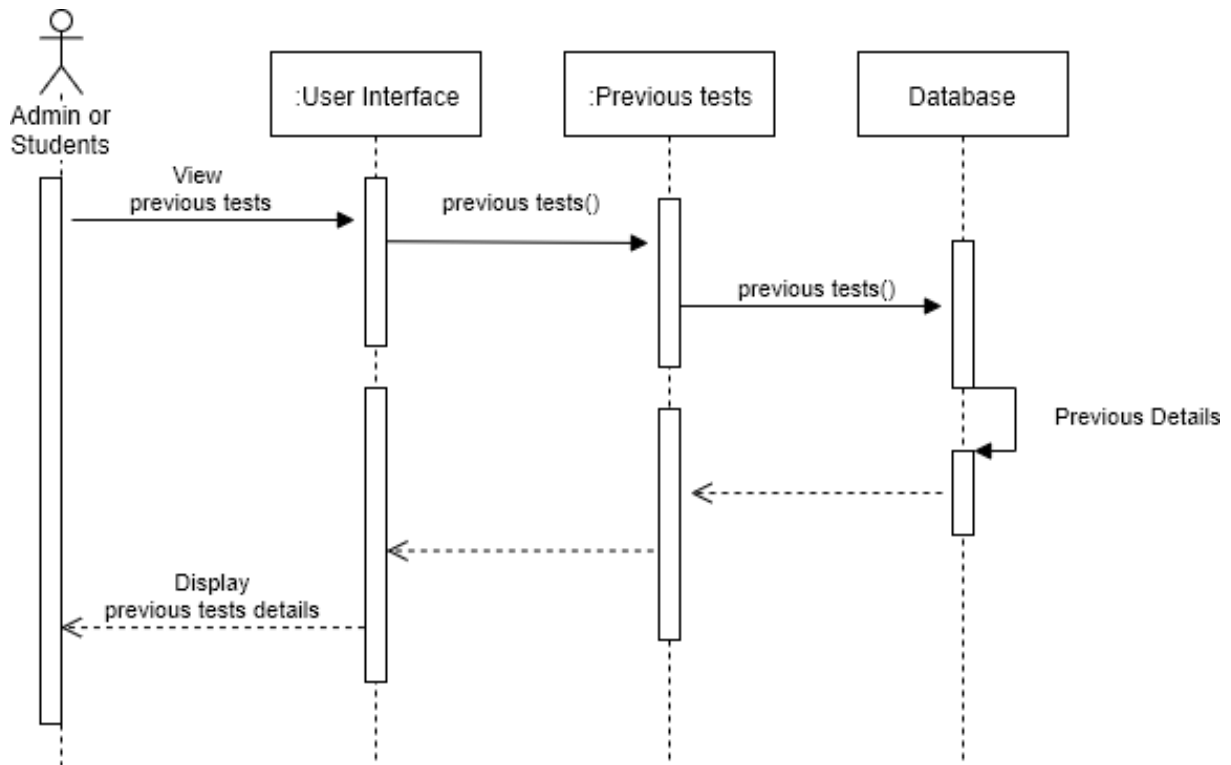 Admin or
Students
:User Interface
:Previous tests
Database
View
previous tests
previous tests()
previous tests()
Previous Details
Display
previous tests details